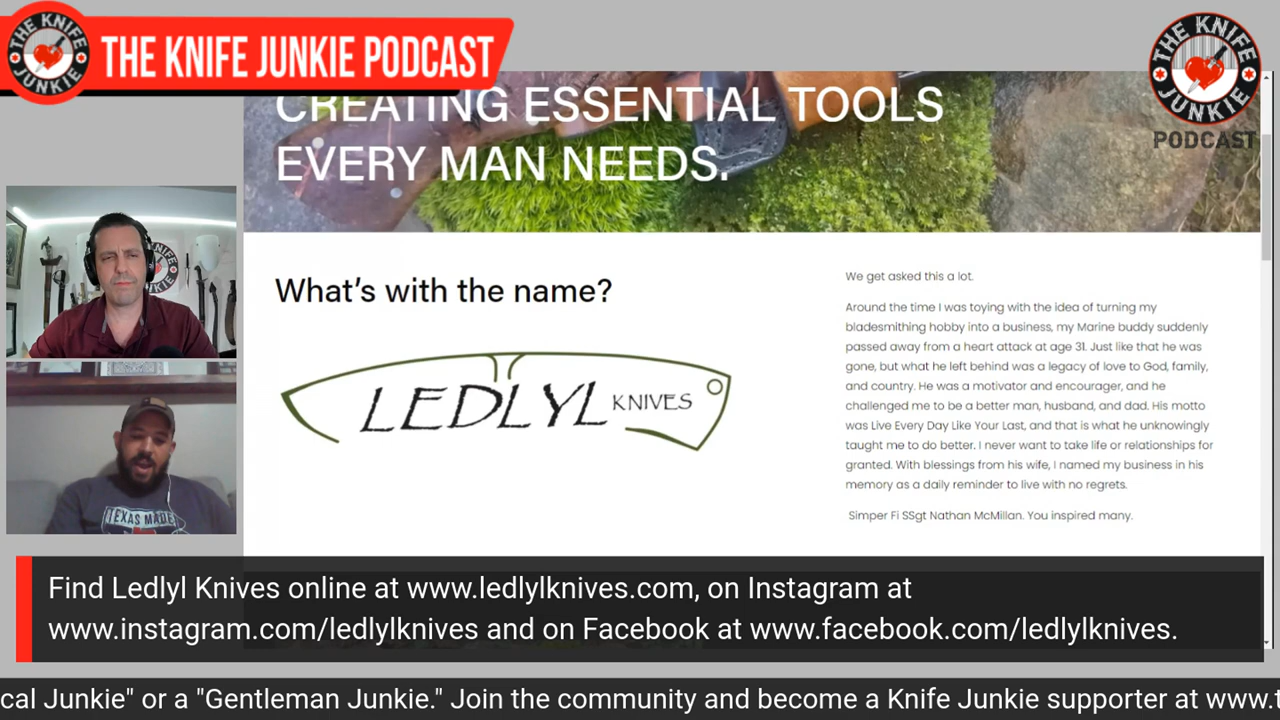 THE KNIFE JUNKIE
THE KNIFE JUNKIE PODCAST
THE KNIFE JUNKIE
PODCAST
CREATING ESSENTIAL TOOLS
EVERY MAN NEEDS.
What's with the name?
LEDLYL KNIVES
We get asked this a lot.
Around the time I was toying with the idea of turning my
bladesmithing hobby into a business, my Marine buddy suddenly
passed away from a heart attack at age 31. Just like that he was
gone, but what he left behind was a legacy of love to God, family,
and country. He was a motivator and encourager, and he
challenged me to be a better man, husband, and dad. His motto
was Live Every Day Like Your Last, and that is what he unknowingly
taught me to do better. I never want to take life or relationships for
granted. With blessings from his wife, I named my business in his
memory as a daily reminder to live with no regrets.
Simper Fi SSgt Nathan McMillan. You inspired many.
TEXAS MADE
Find Ledlyl Knives online at www.ledlylknives.com, on Instagram at
www.instagram.com/ledlylknives and on Facebook at www.facebook.com/ledlylknives.
cal Junkie" or a "Gentleman Junkie." Join the community and become a Knife Junkie supporter at www.t